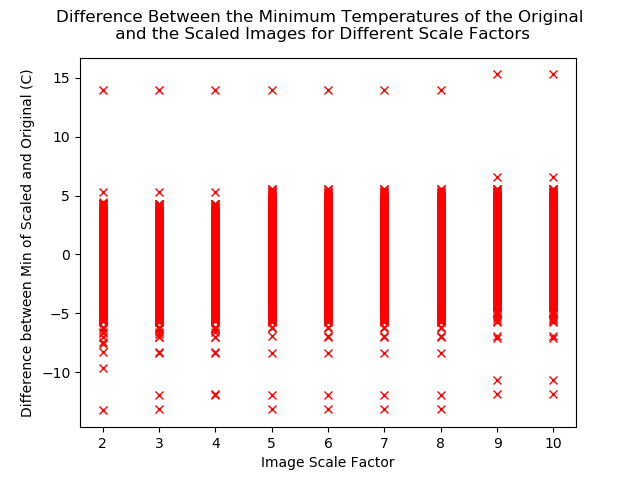 Difference Between the Minimum Temperatures of the Original
and the Scaled Images for Different Scale Factors
Difference between Min of Scaled and Original (C)
15
10
5
0
−5
−10
2 3 4 5 6 7 8 9 10
Image Scale Factor